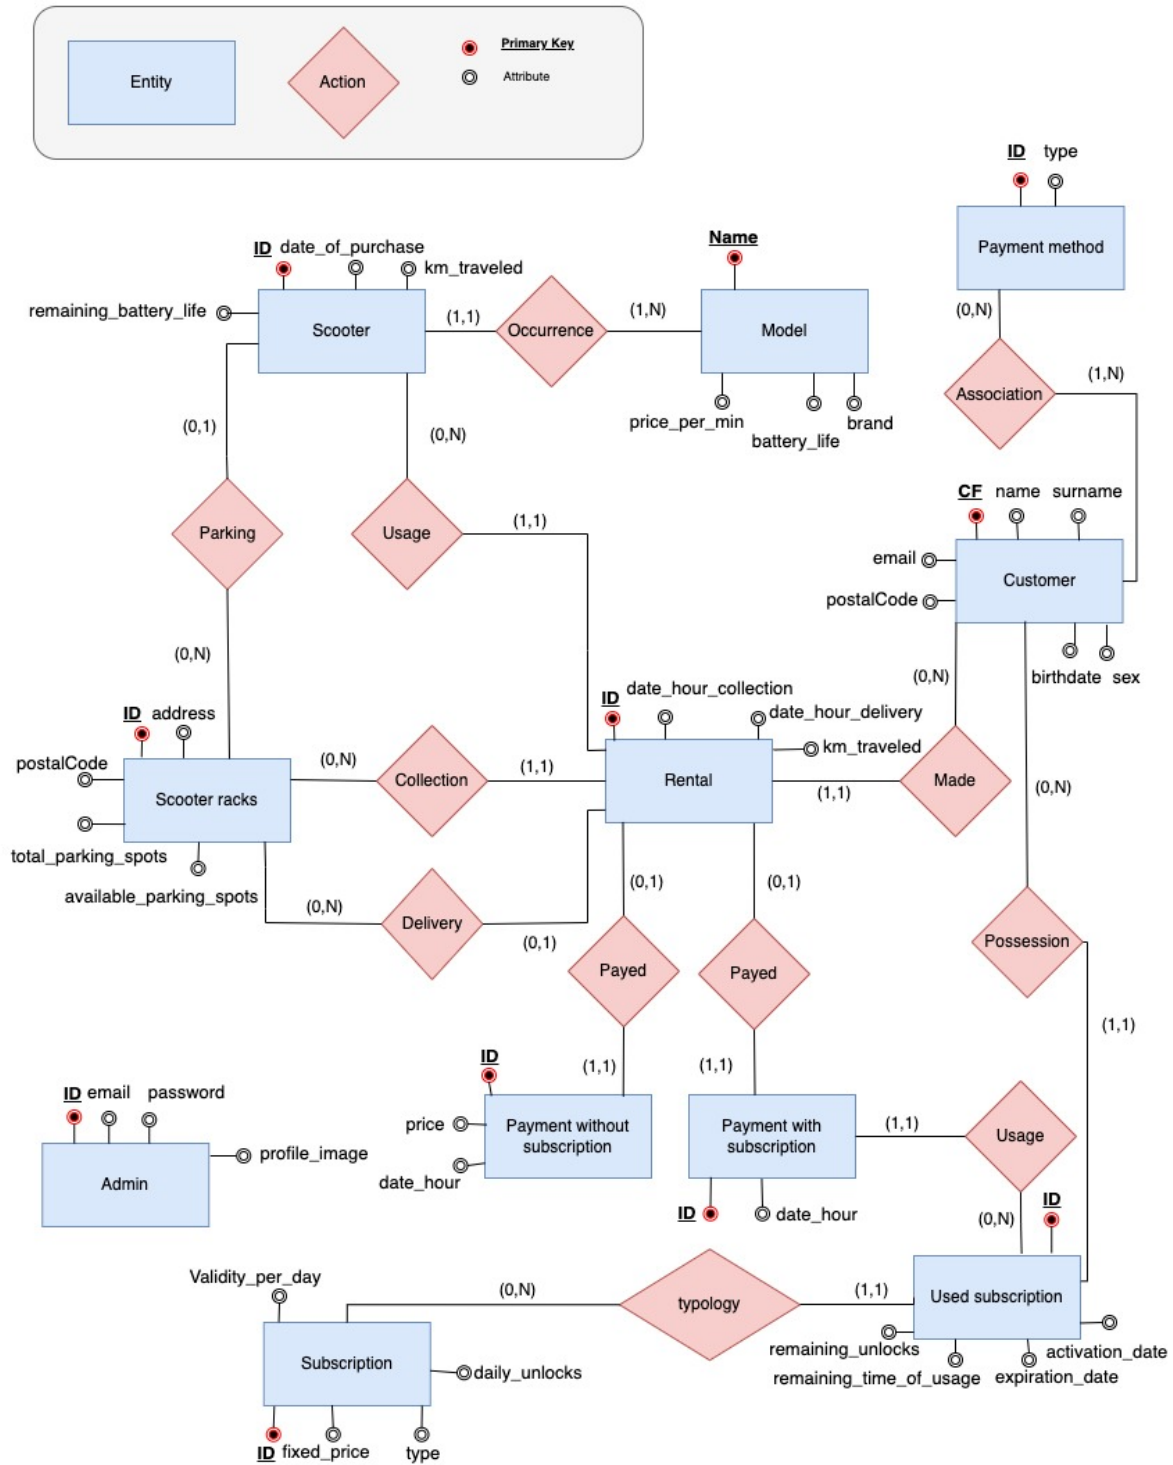 Entity
Action
Primary Key
Attribute
ID type
Payment method
(0,N)
Association
(1,N)
ID date_of_purchase
km_traveled
remaining_battery_life
Scooter
(1,1)
Occurrence
(1,N)
Name
Model
price_per_min
battery_life
brand
(0,1)
(0,N)
Parking
Usage
(1,1)
CF name surname
email
Customer
postalCode
birthdate sex
(0,N)
(0,N)
ID address
postalCode
Scooter racks
total_parking_spots
available_parking_spots
(0,N)
Collection
(1,1)
ID date_hour_collection
date_hour_delivery
km_traveled
Rental
(1,1)
Made
(0,N)
(0,N)
Delivery
(0,1)
(0,1)
(0,1)
Payed
Payed
Possession
(1,1)
(1,1)
(1,1)
ID
price
date_hour
Payment without
subscription
Payment with
subscription
(1,1)
Usage
ID date_hour
(0,N)
ID
ID email password
profile_image
Admin
Validity_per_day
(0,N)
typology
(1,1)
Used subscription
remaining_unlocks
activation_date
remaining_time_of_usage
expiration_date
Subscription
daily_unlocks
ID fixed_price type